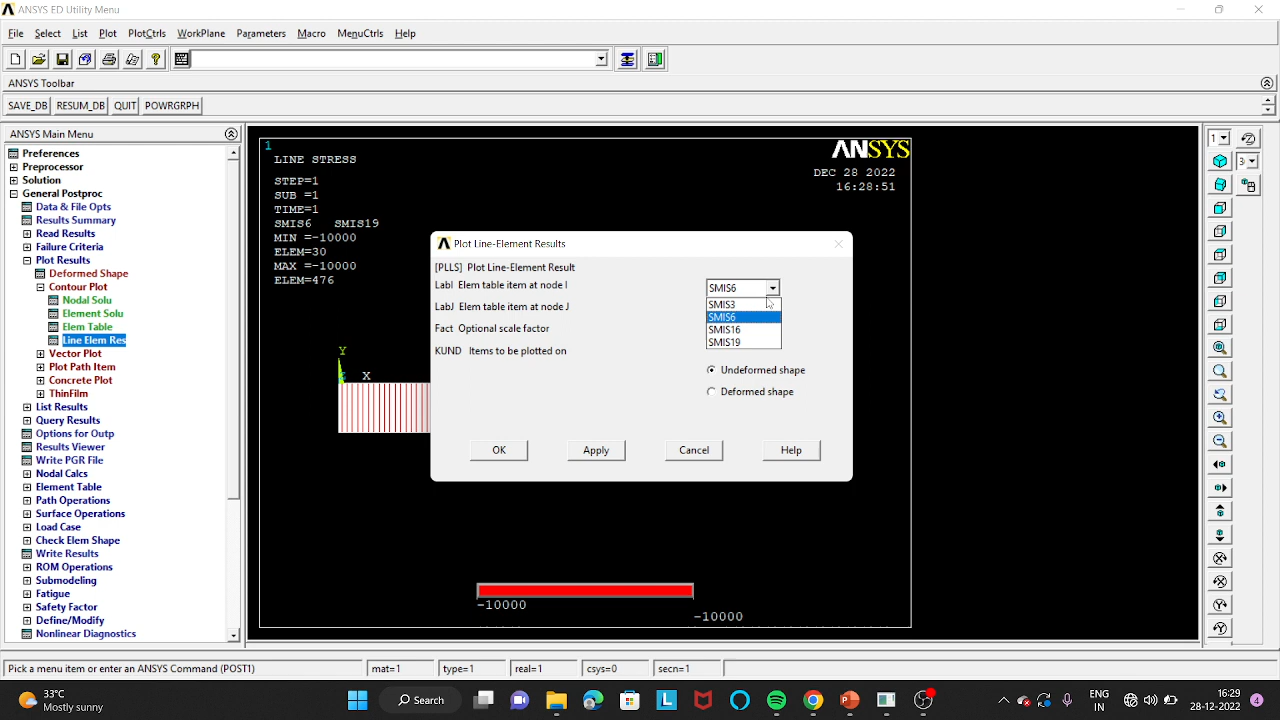 ANSYS ED Utility Menu
File Select List Plot PlotCtrls WorkPlane Parameters Macro MenuCtrls Help
ANSYS Toolbar
SAVE_DB RESUM_DB QUIT POWRGRPH
ANSYS Main Menu
Preferences
Preprocessor
Solution
General Postproc
Data & File Opts
Results Summary
Read Results
Failure Criteria
Plot Results
Deformed Shape
Contour Plot
Nodal Solu
Element Solu
Elem Table
Line Elem Res
Vector Plot
Plot Path Item
Concrete Plot
ThinFilm
List Results
Query Results
Options for Outp
Results Viewer
Write PGR File
Nodal Calcs
Element Table
Path Operations
Surface Operations
Load Case
Check Elem Shape
Write Results
ROM Operations
Submodeling
Fatigue
Safety Factor
Define/Modify
Nonlinear Diagnostics
1
LINE STRESS
STEP=1
SUB =1
TIME=1
SMIS6 SMIS19
MIN =-10000
ELEM=30
MAX =-10000
ELEM=476
ANSYS
DEC 28 2022
16:28:51
Y
X
-10000
-10000
Plot Line-Element Results
[PLLS] Plot Line-Element Result
LabI Elem table item at node I
SMIS6
LabJ Elem table item at node J
Fact Optional scale factor
KUND Items to be plotted on
SMIS3
SMIS6
SMIS16
SMIS19
Undeformed shape
Deformed shape
OK Apply Cancel Help
1
Pick a menu item or enter an ANSYS Command (POST1) mat=1 type=1 real=1 csys=0 secn=1
33°C
Mostly sunny
Search
ENG
IN
16:29
28-12-2022
4